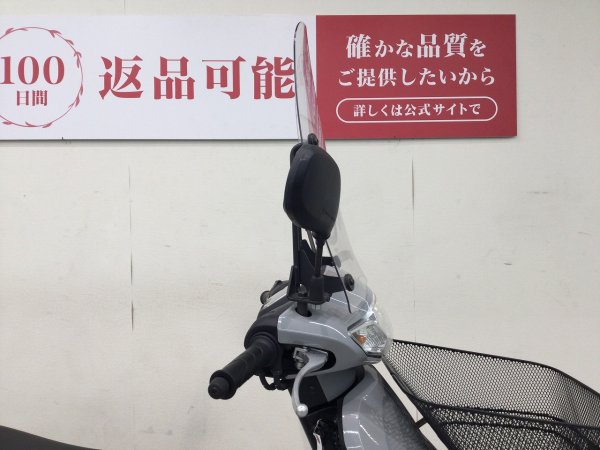 100
日間
返品可能
確かな品質を
ご提供したいから
詳しくは公式サイトで